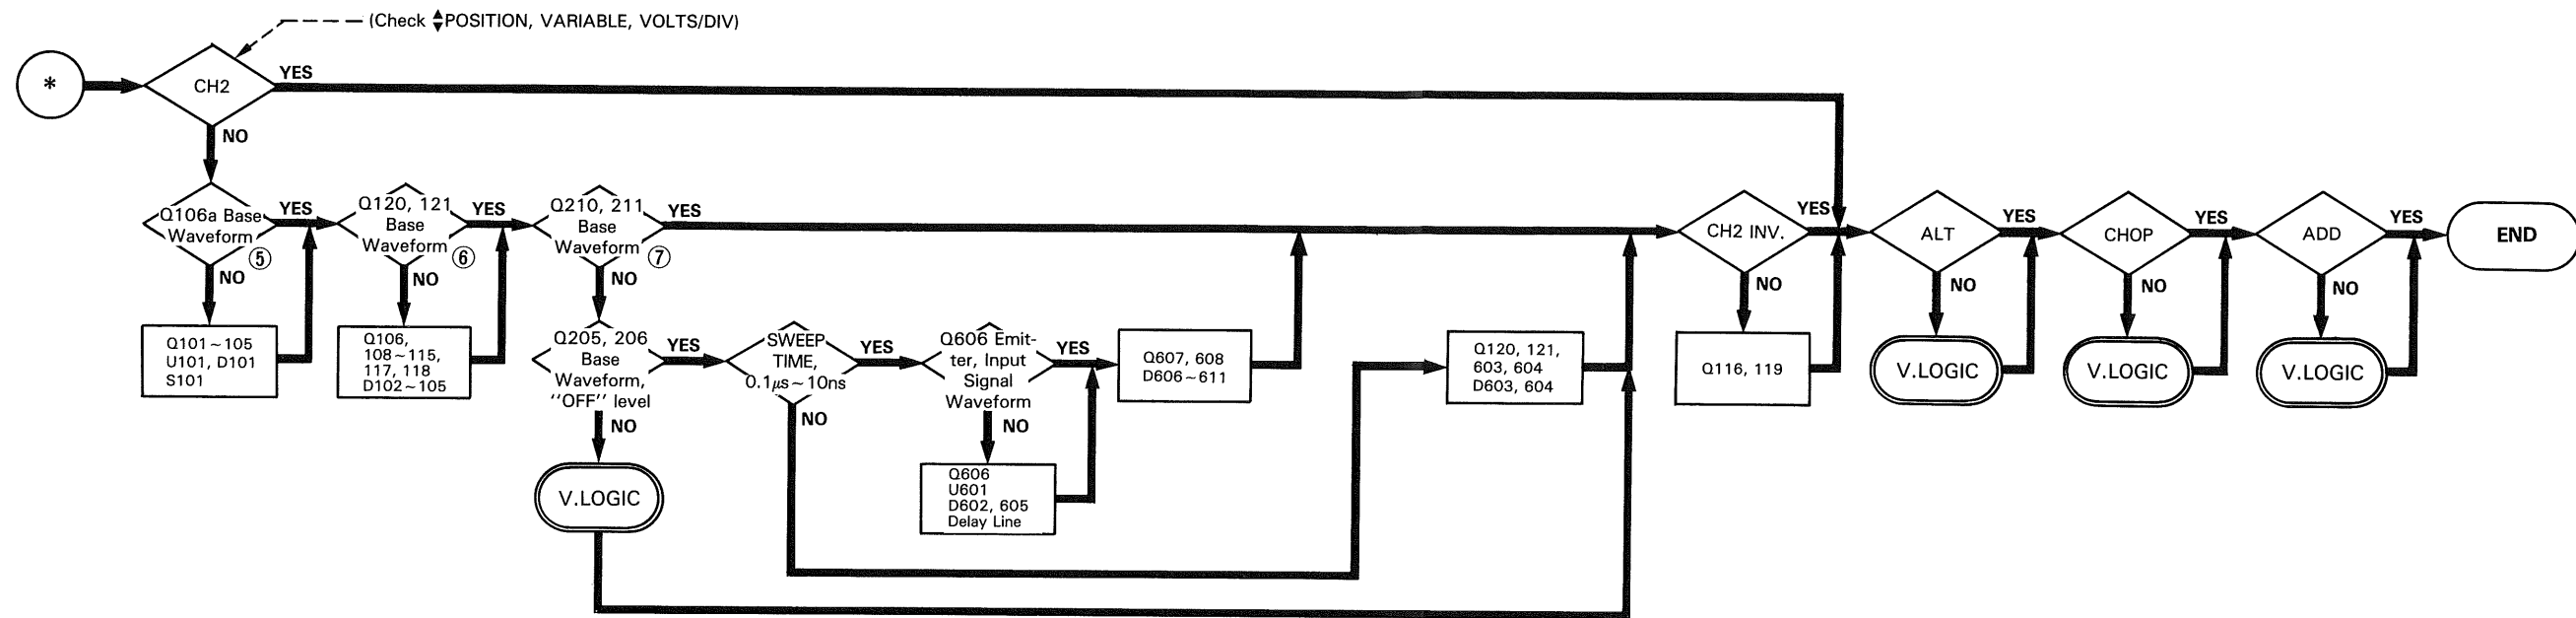 (Check ▲▼POSITION, VARIABLE, VOLTS/DIV)
*
CH2
YES
NO
Q106a Base
Waveform
⑤
YES
NO
Q101~105
U101, D101
S101
Q120, 121
Base
Waveform
⑥
YES
NO
Q106,
108~115,
117, 118
D102~105
Q210, 211
Base
Waveform
⑦
YES
NO
Q205, 206
Base
Waveform,
"OFF" level
YES
NO
V.LOGIC
SWEEP
TIME,
0.1μs~10ns
YES
NO
Q606 Emit-
ter, Input
Signal
Waveform
YES
NO
Q606
U601
D602, 605
Delay Line
Q607, 608
D606~611
Q120, 121,
603, 604
D603, 604
CH2 INV.
YES
NO
Q116, 119
ALT
YES
NO
V.LOGIC
CHOP
YES
NO
V.LOGIC
ADD
YES
NO
V.LOGIC
END